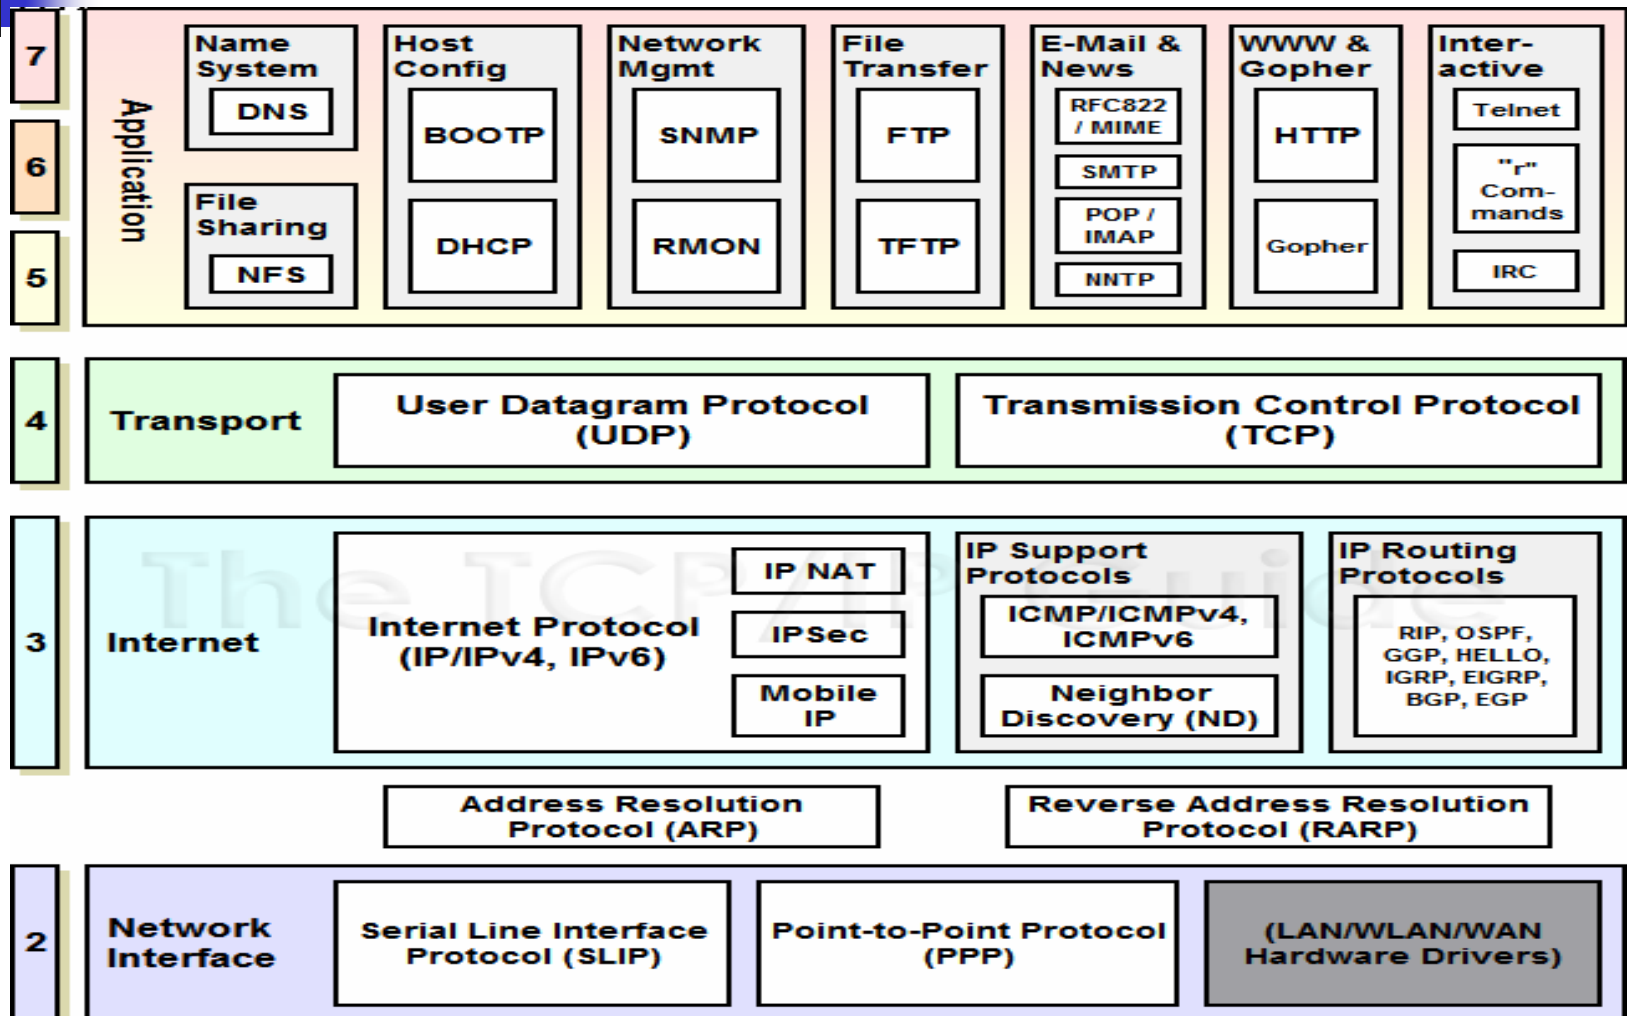 7
6
5
Application
Name
System
DNS
File
Sharing
NFS
Host
Config
BOOTP
DHCP
Network
Mgmt
SNMP
RMON
File
Transfer
FTP
TFTP
E-Mail &
News
RFC822
/ MIME
SMTP
POP /
IMAP
NNTP
WWW &
Gopher
HTTP
Gopher
Inter-
active
Telnet
"r"
Com-
mands
IRC
4
Transport
User Datagram Protocol
(UDP)
Transmission Control Protocol
(TCP)
The TCP/IP Guide
3
Internet
Internet Protocol
(IP/IPv4, IPv6)
IP NAT
IPSec
Mobile
IP
IP Support
Protocols
ICMP/ICMPv4,
ICMPv6
Neighbor
Discovery (ND)
IP Routing
Protocols
RIP, OSPF,
GGP, HELLO,
IGRP, EIGRP,
BGP, EGP
Address Resolution
Protocol (ARP)
Reverse Address Resolution
Protocol (RARP)
2
Network
Interface
Serial Line Interface
Protocol (SLIP)
Point-to-Point Protocol
(PPP)
(LAN/WLAN/WAN
Hardware Drivers)